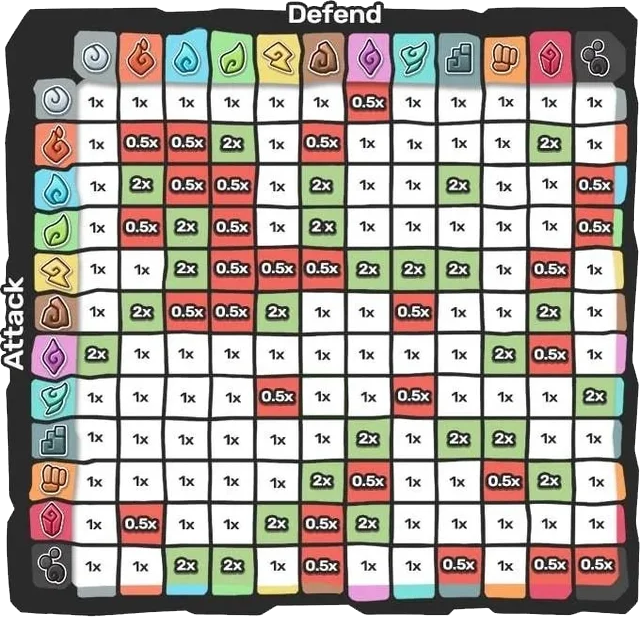 Defend
Attack
1x 1x 1x 1x 1x 1x 0.5x 1x 1x 1x 1x 1x
1x 0.5x 0.5x 2x 1x 0.5x 1x 1x 1x 1x 2x 1x
1x 2x 0.5x 0.5x 1x 2x 1x 1x 2x 1x 1x 0.5x
1x 0.5x 2x 0.5x 1x 2x 1x 1x 1x 1x 1x 0.5x
1x 1x 2x 0.5x 0.5x 0.5x 2x 2x 2x 1x 0.5x 1x
1x 2x 0.5x 0.5x 2x 1x 1x 0.5x 1x 1x 2x 1x
2x 1x 1x 1x 1x 1x 1x 1x 1x 2x 0.5x 1x
1x 1x 1x 1x 0.5x 1x 1x 0.5x 1x 1x 1x 2x
1x 1x 1x 1x 1x 1x 2x 1x 2x 2x 1x 1x
1x 1x 1x 1x 1x 2x 0.5x 1x 1x 0.5x 2x 1x
1x 0.5x 1x 1x 2x 0.5x 2x 1x 1x 1x 1x 1x
1x 1x 2x 2x 1x 0.5x 1x 1x 0.5x 1x 0.5x 0.5x